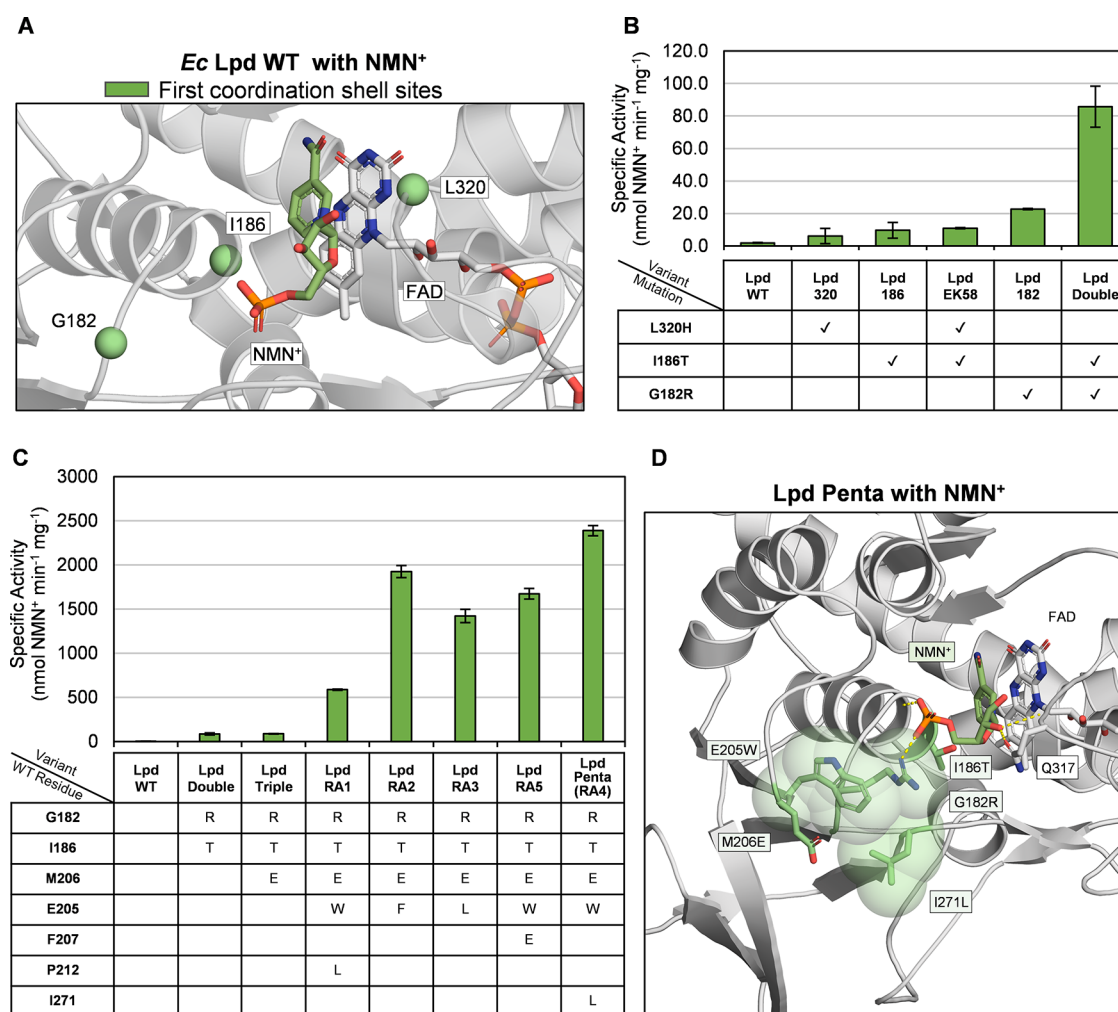 A
Ec Lpd WT with NMN⁺
First coordination shell sites
L320
I186
G182
FAD
NMN⁺
B
Specific Activity
(nmol NMN⁺ min⁻¹ mg⁻¹)
120.0
100.0
80.0
60.0
40.0
20.0
0.0
Variant
Mutation
Lpd WT
Lpd 320
Lpd 186
Lpd EK58
Lpd 182
Lpd Double
L320H ✓ ✓
I186T ✓ ✓ ✓
G182R ✓ ✓
C
Specific Activity
(nmol NMN⁺ min⁻¹ mg⁻¹)
3000
2500
2000
1500
1000
500
0
Variant
WT Residue
Lpd WT
Lpd Double
Lpd Triple
Lpd RA1
Lpd RA2
Lpd RA3
Lpd RA5
Lpd Penta (RA4)
G182 R R R R R R R
I186 T T T T T T T
M206 E E E E E E
E205 W F L W W
F207 E
P212 L
I271 L
D
Lpd Penta with NMN⁺
FAD
NMN⁺
E205W
I186T
Q317
G182R
M206E
I271L